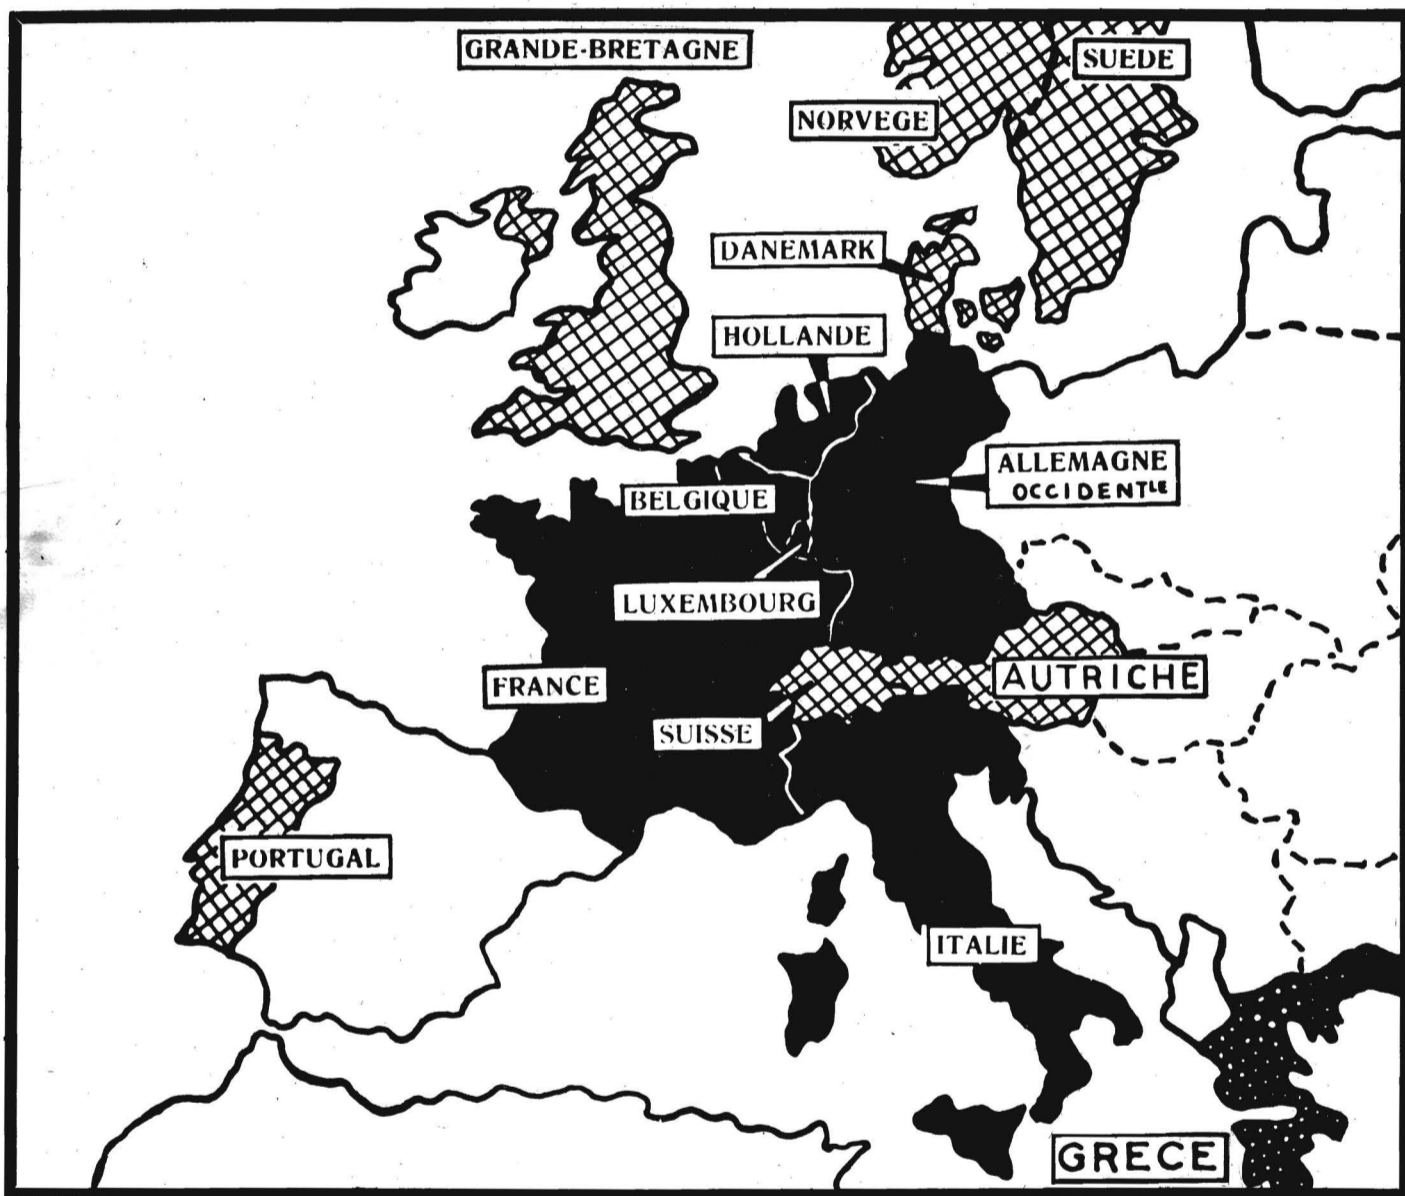 GRANDE-BRETAGNE
SUEDE
NORVEGE
DANEMARK
HOLLANDE
ALLEMAGNE
OCCIDENTLE
BELGIQUE
LUXEMBOURG
FRANCE
AUTRICHE
SUISSE
PORTUGAL
ITALIE
GRECE